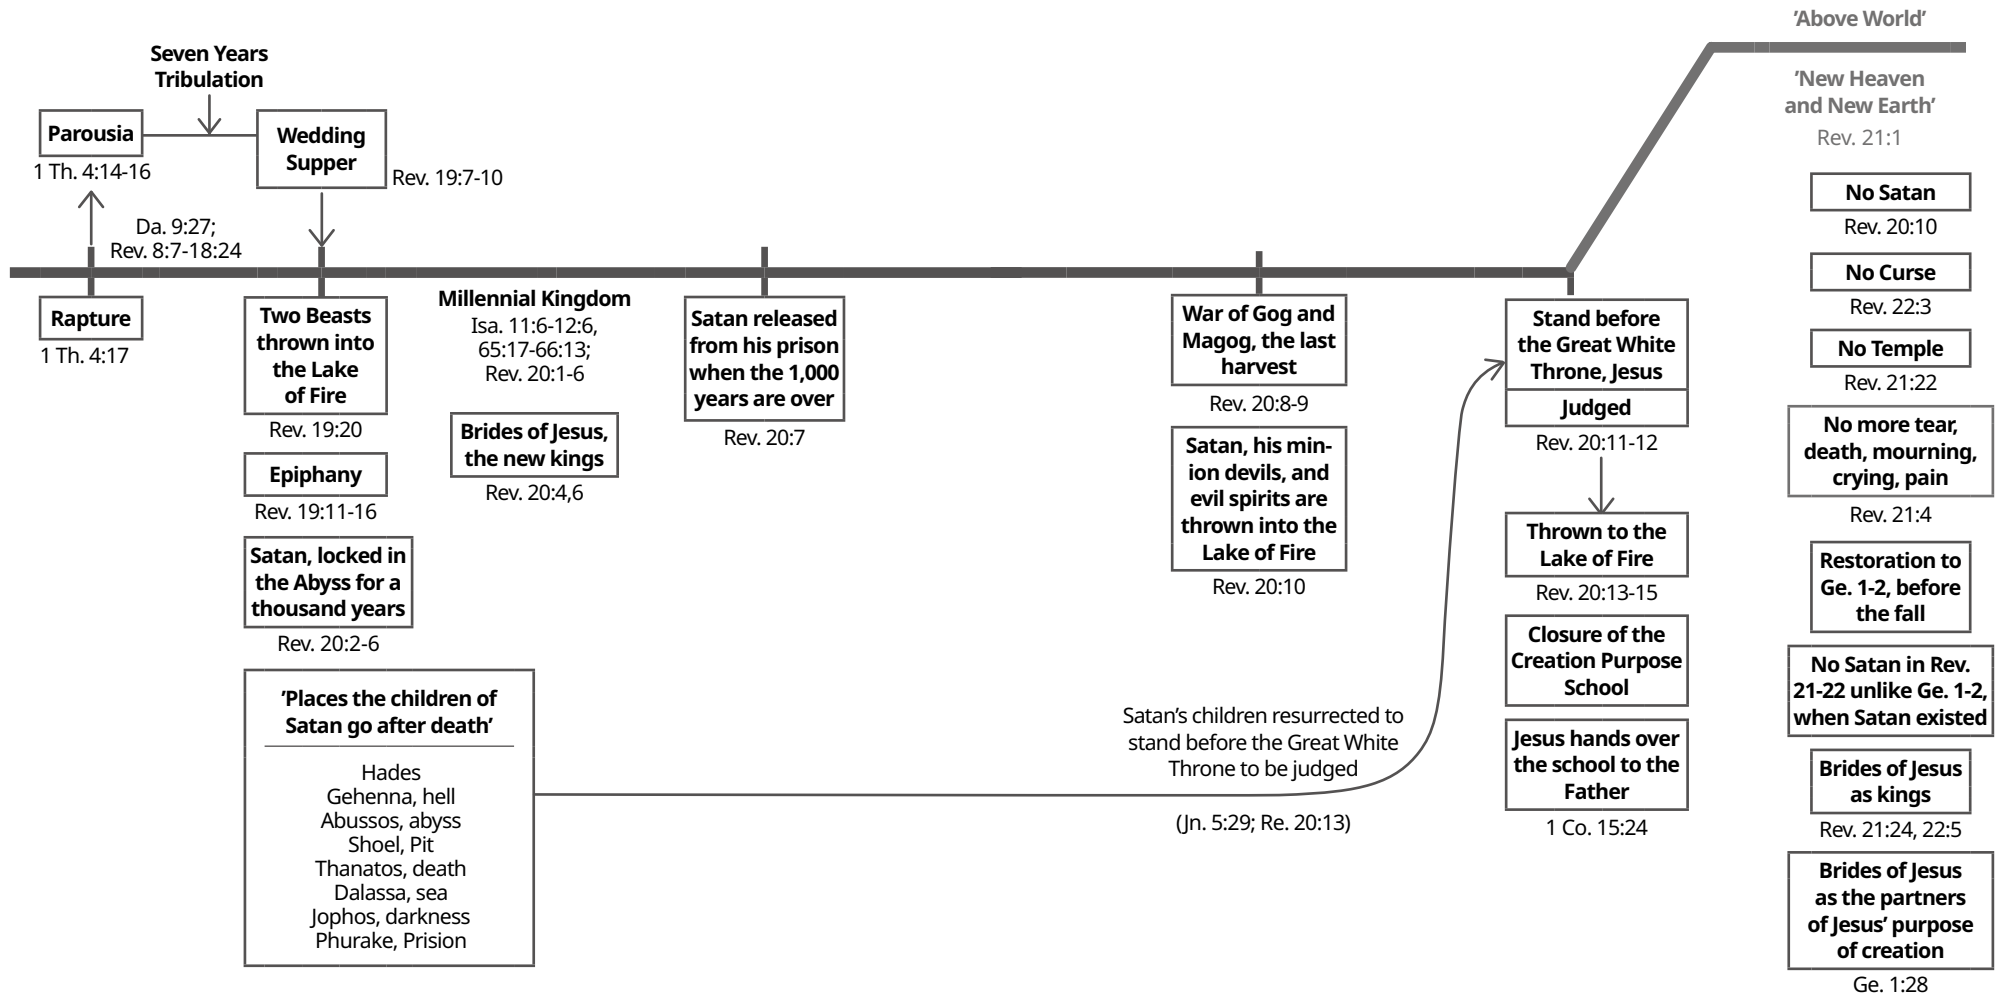 ’Above World’
’New Heaven
and New Earth’
Rev. 21:1
Seven Years
Tribulation
Parousia
1 Th. 4:14-16
Wedding
Supper
Rev. 19:7-10
Da. 9:27;
Rev. 8:7-18:24
Rapture
1 Th. 4:17
Two Beasts
thrown into
the Lake
of Fire
Rev. 19:20
Epiphany
Rev. 19:11-16
Satan, locked in
the Abyss for a
thousand years
Rev. 20:2-6
’Places the children of
Satan go after death’
Hades
Gehenna, hell
Abussos, abyss
Shoel, Pit
Thanatos, death
Dalassa, sea
Jophos, darkness
Phurake, Prision
Millennial Kingdom
Isa. 11:6-12:6,
65:17-66:13;
Rev. 20:1-6
Brides of Jesus,
the new kings
Rev. 20:4,6
Satan released
from his prison
when the 1,000
years are over
Rev. 20:7
War of Gog and
Magog, the last
harvest
Rev. 20:8-9
Satan, his min-
ion devils, and
evil spirits are
thrown into the
Lake of Fire
Rev. 20:10
Satan’s children resurrected to
stand before the Great White
Throne to be judged
(Jn. 5:29; Re. 20:13)
Stand before
the Great White
Throne, Jesus
Judged
Rev. 20:11-12
Thrown to the
Lake of Fire
Rev. 20:13-15
Closure of the
Creation Purpose
School
Jesus hands over
the school to the
Father
1 Co. 15:24
No Satan
Rev. 20:10
No Curse
Rev. 22:3
No Temple
Rev. 21:22
No more tear,
death, mourning,
crying, pain
Rev. 21:4
Restoration to
Ge. 1-2, before
the fall
No Satan in Rev.
21-22 unlike Ge. 1-2,
when Satan existed
Brides of Jesus
as kings
Rev. 21:24, 22:5
Brides of Jesus
as the partners
of Jesus’ purpose
of creation
Ge. 1:28